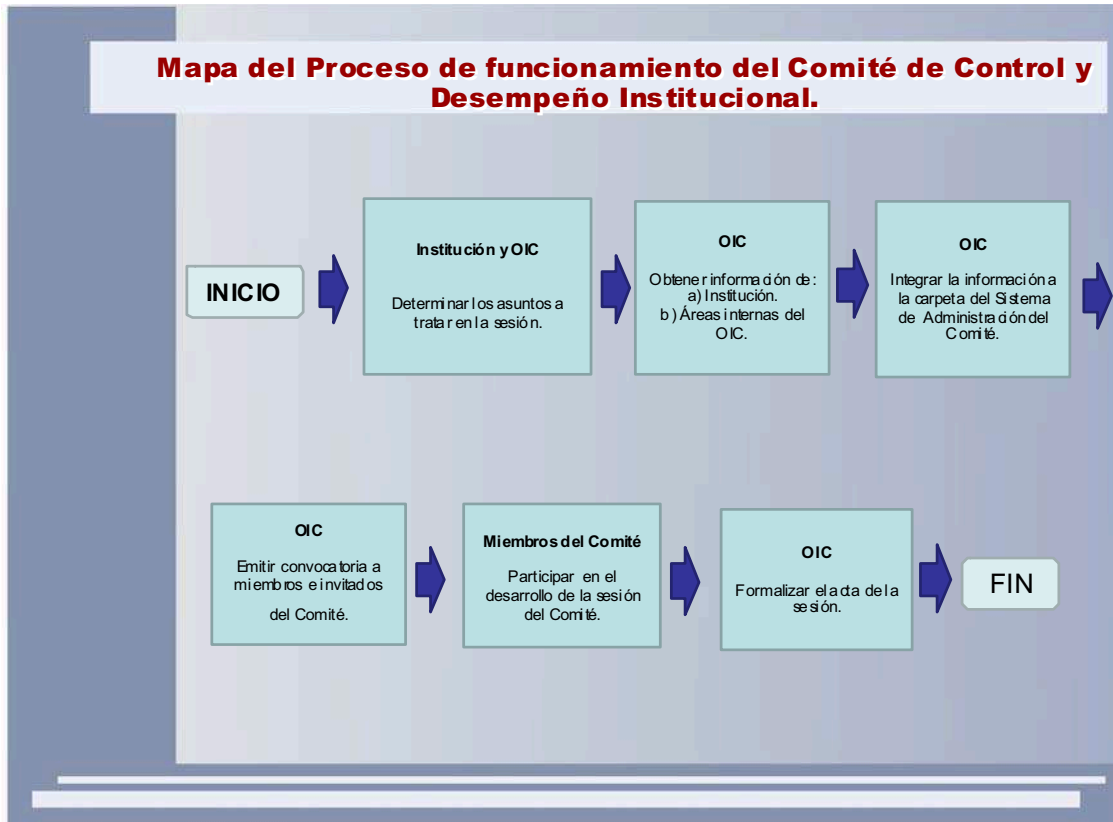 Mapa del Proceso de funcionamiento del Comité de Control y
Desempeño Institucional.
INICIO
Institución y OIC
Determinar los asuntos a
tratar en la sesión.
OIC
Obtener información de:
a) Institución.
b) Áreas internas del
OIC.
OIC
Integrar la información a
la carpeta del Sistema
de Administración del
Comité.
OIC
Emitir convocatoria a
miembros e invitados
del Comité.
Miembros del Comité
Participar en el
desarrollo de la sesión
del Comité.
OIC
Formalizar el acta de la
sesión.
FIN